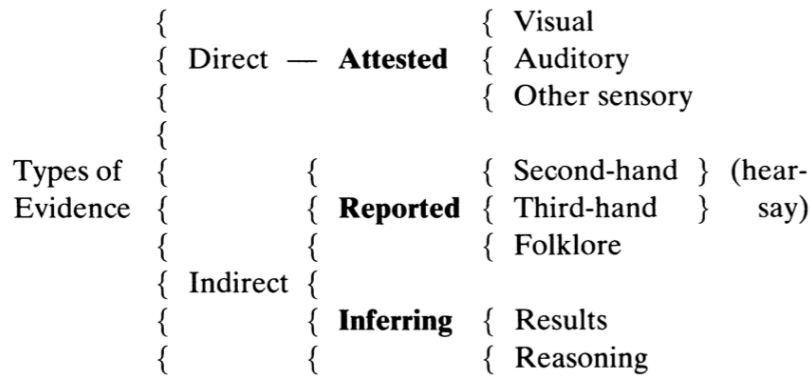 { { Visual
{ Direct — Attested { Auditory
{ { Other sensory
{
Types of { { { Second-hand } (hear-
Evidence { { Reported { Third-hand } say)
{ { { Folklore
{ Indirect {
{ { Inferring { Results
{ { { Reasoning